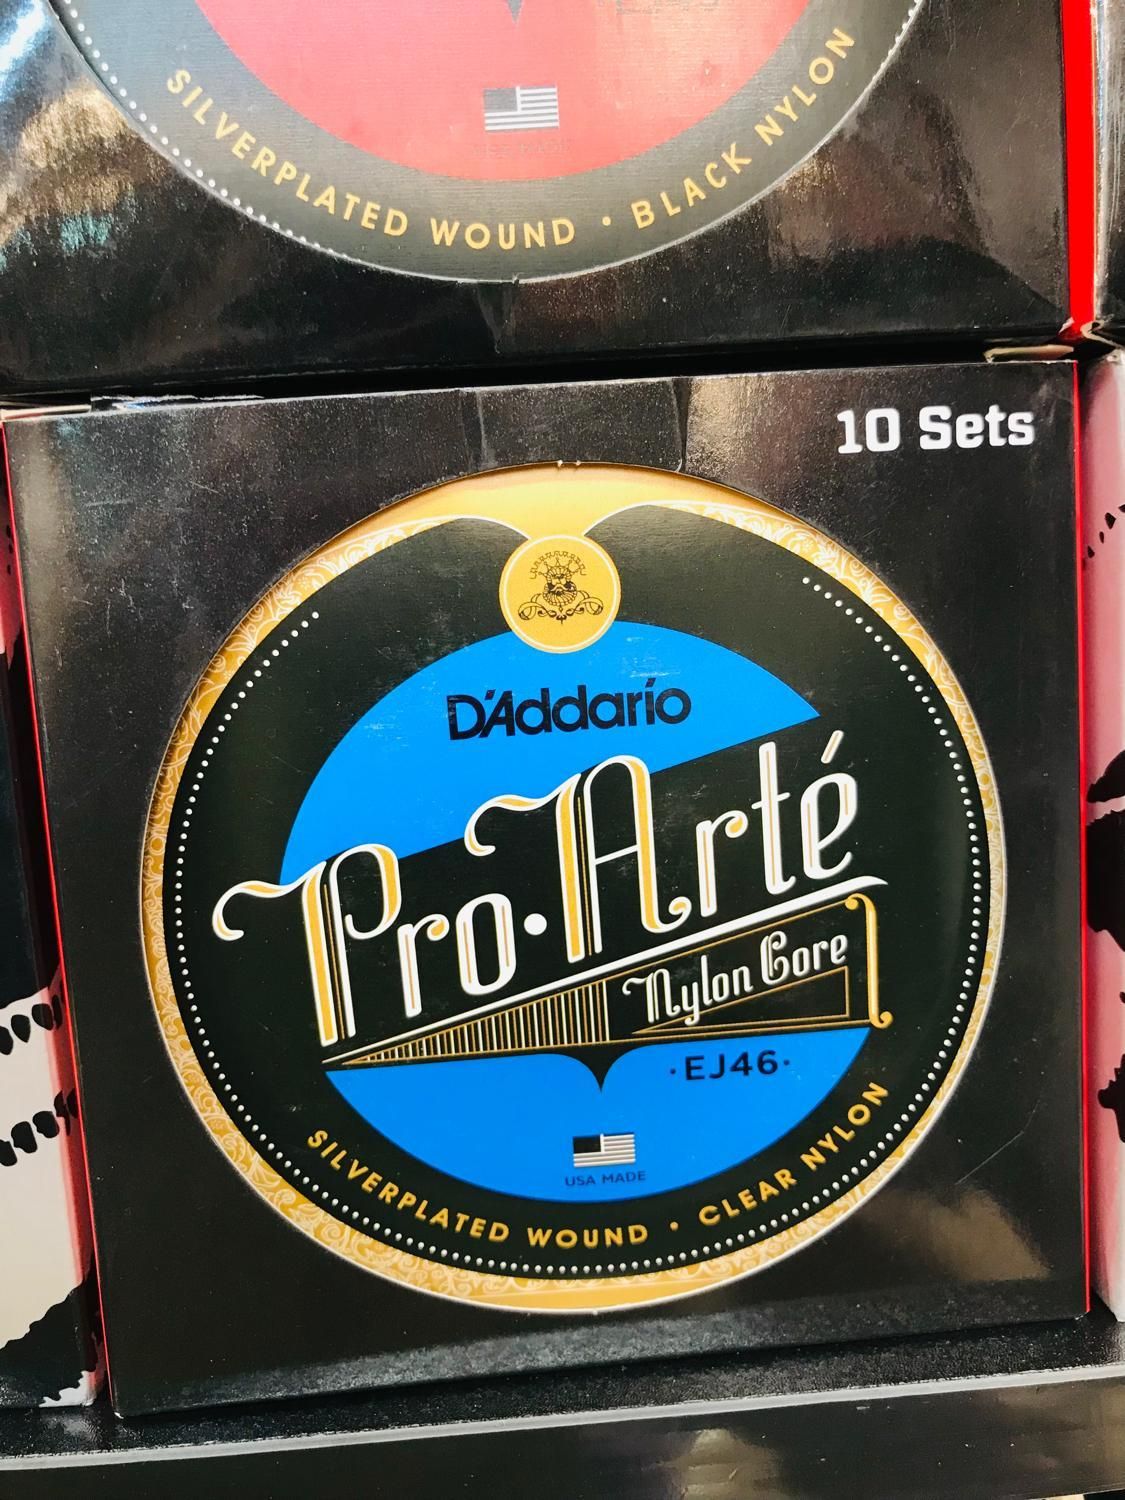 SILVERPLATED WOUND · BLACK NYLON
10 Sets
D'Addario
Pro·Arté
Nylon Core
·EJ46·
USA MADE
SILVERPLATED WOUND · CLEAR NYLON